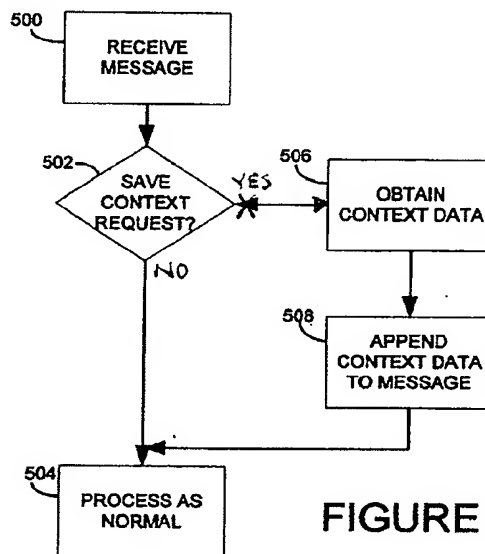 500
RECEIVE
MESSAGE
502
SAVE
CONTEXT
REQUEST?
YES
506
OBTAIN
CONTEXT DATA
NO
508
APPEND
CONTEXT DATA
TO MESSAGE
504
PROCESS AS
NORMAL
FIGURE